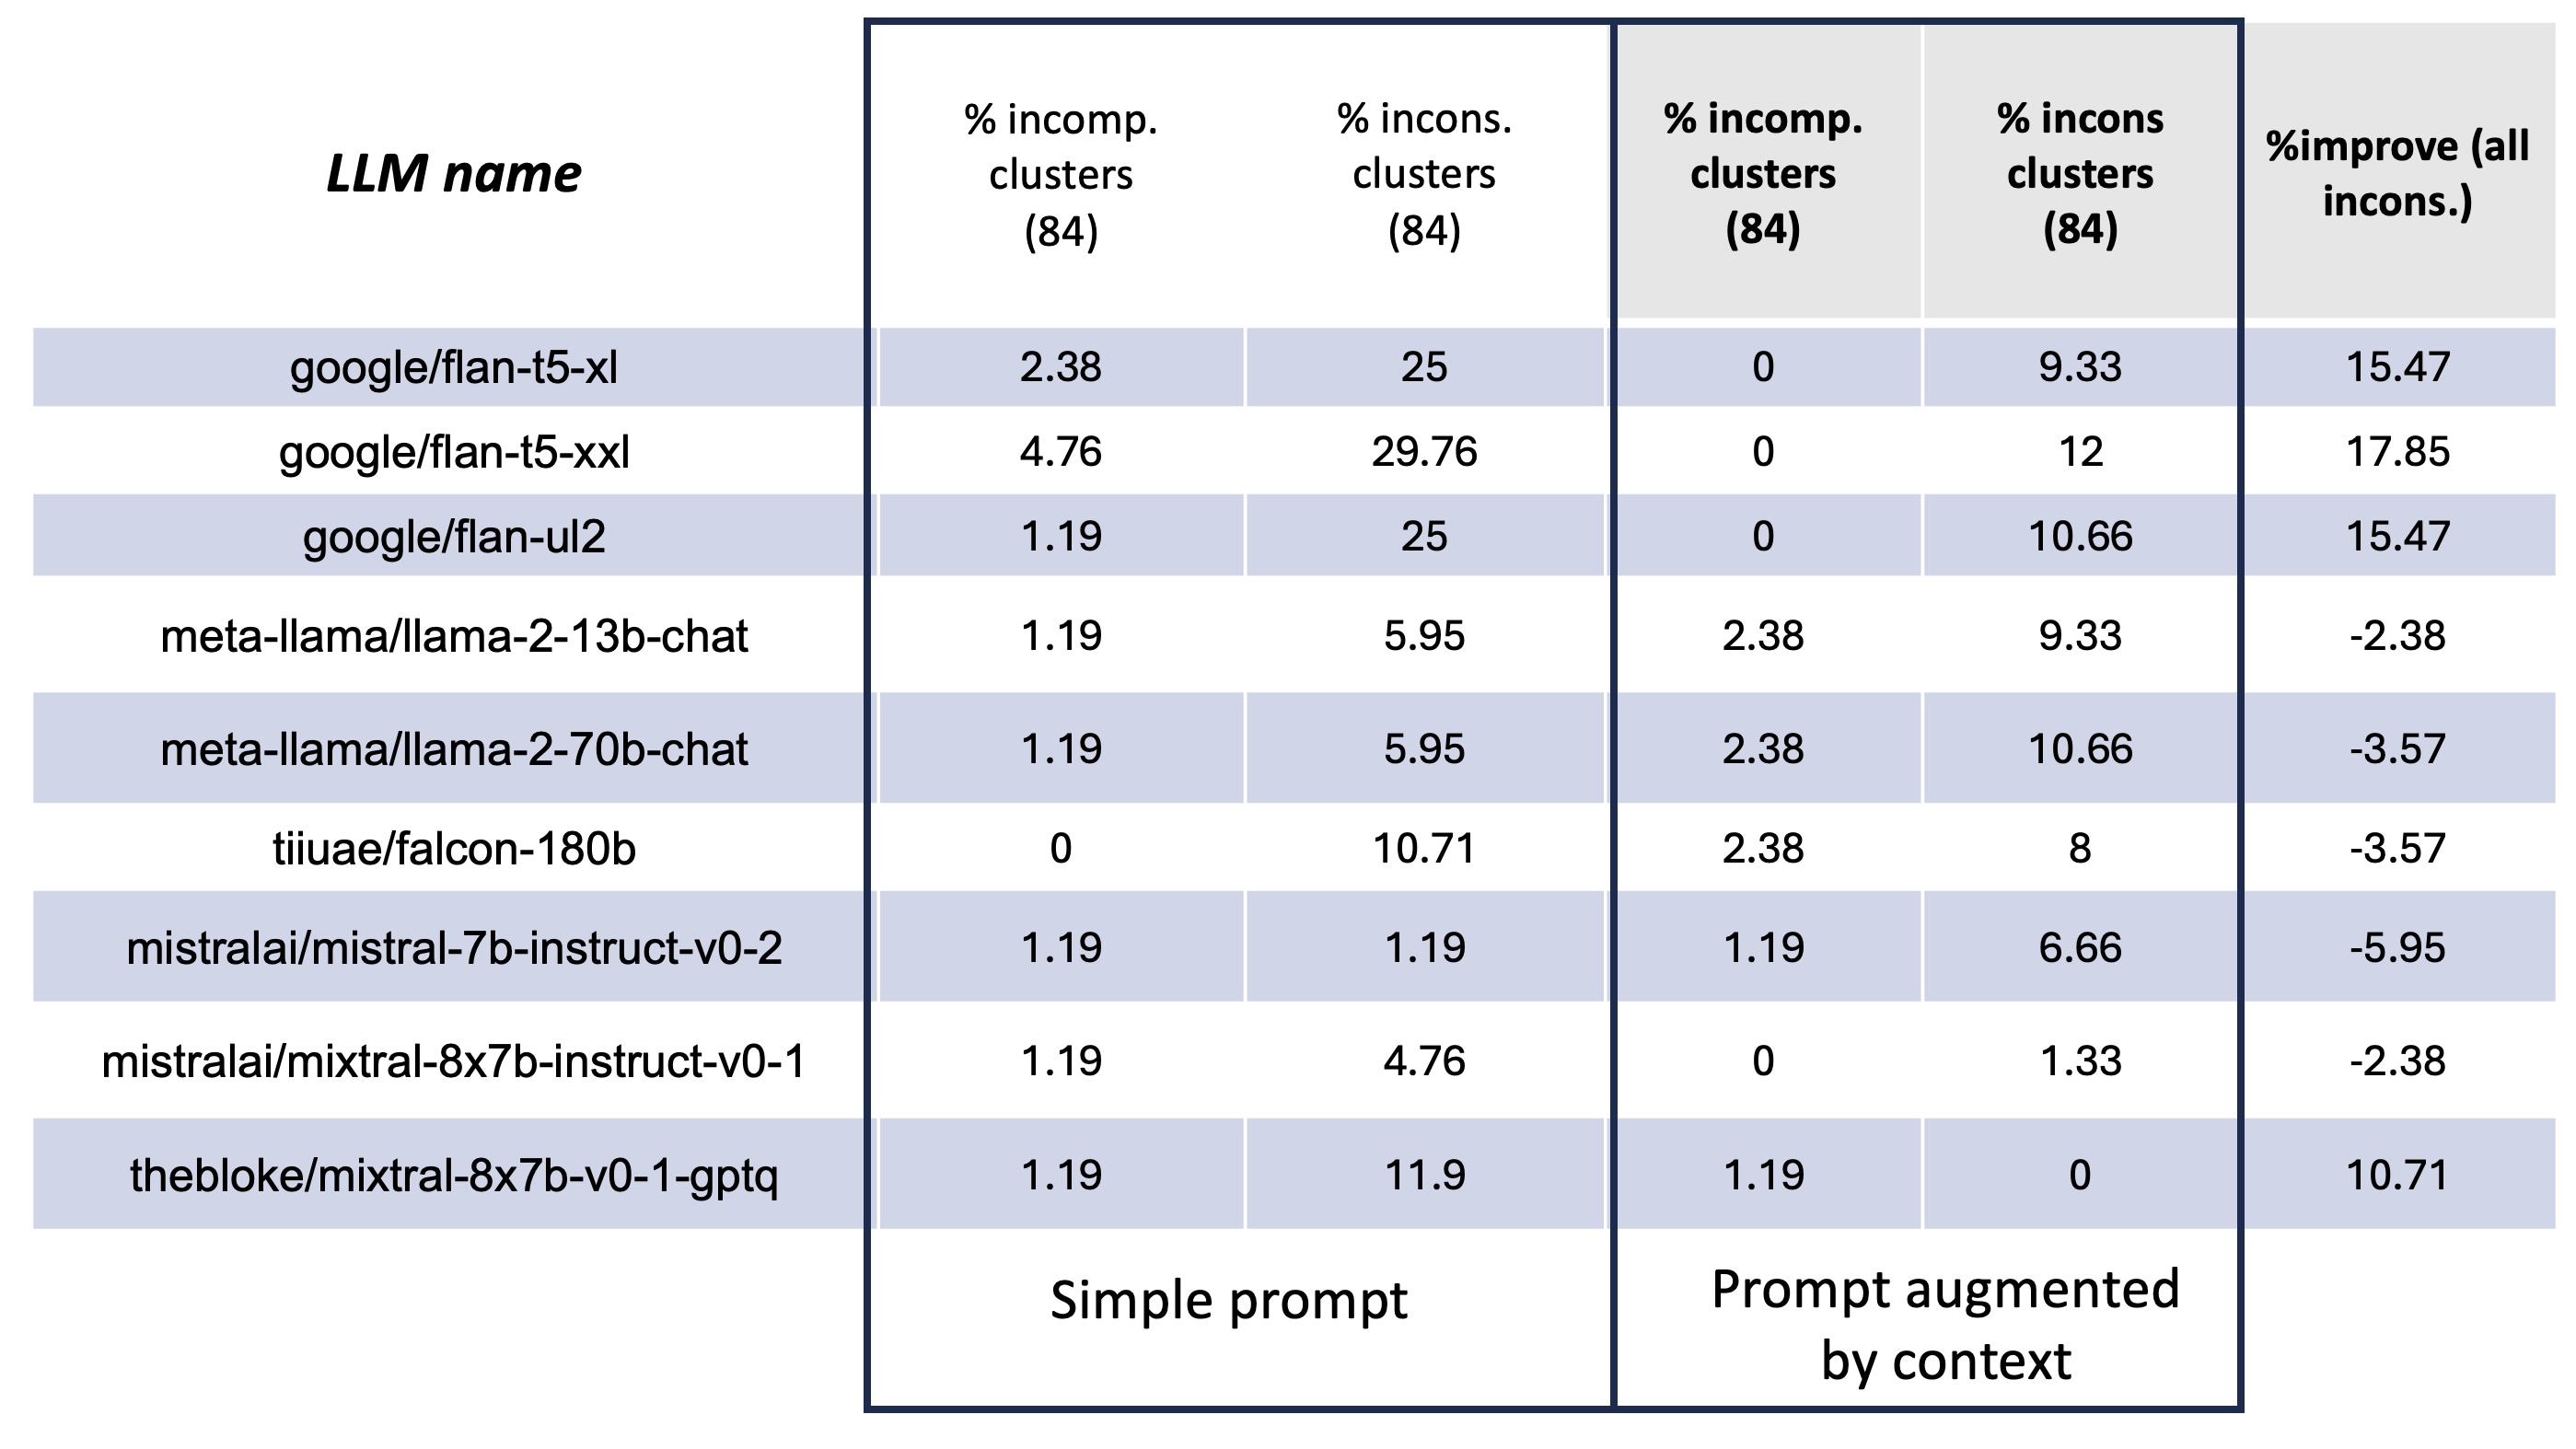 LLM name
% incomp.
clusters
(84)
% incons.
clusters
(84)
% incomp.
clusters
(84)
% incons
clusters
(84)
%improve (all
incons.)
google/flan-t5-xl 2.38 25 0 9.33 15.47
google/flan-t5-xxl 4.76 29.76 0 12 17.85
google/flan-ul2 1.19 25 0 10.66 15.47
meta-llama/llama-2-13b-chat 1.19 5.95 2.38 9.33 -2.38
meta-llama/llama-2-70b-chat 1.19 5.95 2.38 10.66 -3.57
tiiuae/falcon-180b 0 10.71 2.38 8 -3.57
mistralai/mistral-7b-instruct-v0-2 1.19 1.19 1.19 6.66 -5.95
mistralai/mixtral-8x7b-instruct-v0-1 1.19 4.76 0 1.33 -2.38
thebloke/mixtral-8x7b-v0-1-gptq 1.19 11.9 1.19 0 10.71
Simple prompt
Prompt augmented
by context